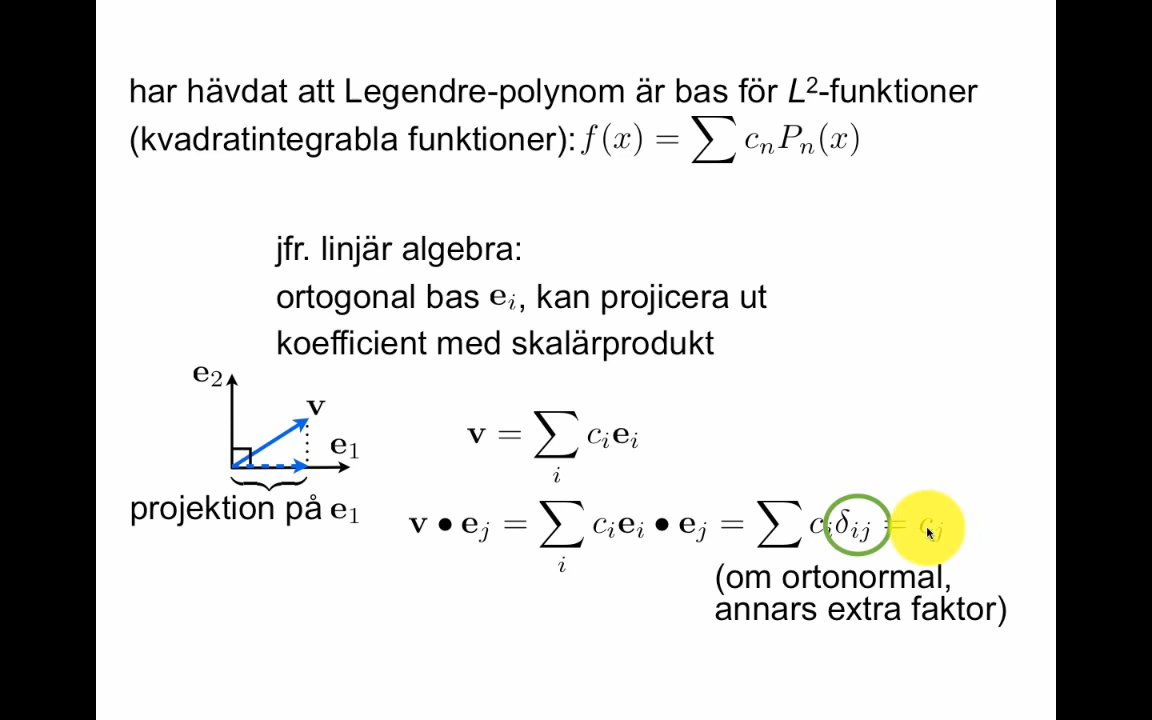 har hävdat att Legendre-polynom är bas för L²-funktioner
(kvadratintegrabla funktioner): f(x) = ∑ cₙPₙ(x)
jfr. linjär algebra:
ortogonal bas eᵢ, kan projicera ut
koefficient med skalärprodukt
e₂
v
e₁
projektion på e₁
v = ∑ᵢ cᵢeᵢ
v • eⱼ = ∑ᵢ cᵢeᵢ • eⱼ = ∑ cᵢδᵢⱼ = cⱼ
(om ortonormal,
annars extra faktor)